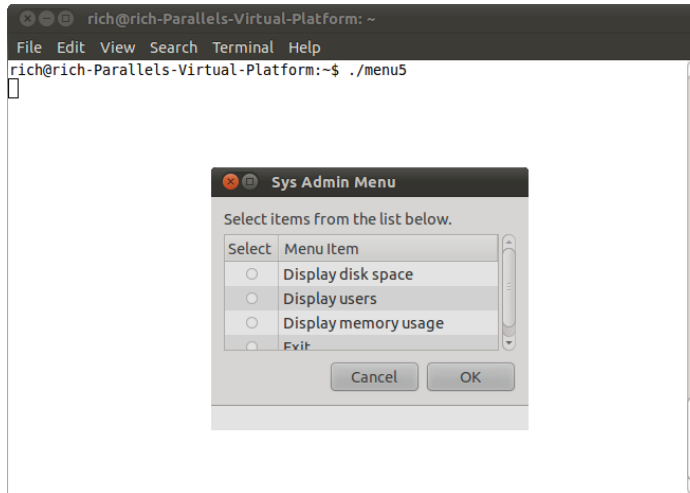 rich@rich-Parallels-Virtual-Platform: ~
File Edit View Search Terminal Help
rich@rich-Parallels-Virtual-Platform:~$ ./menu5
Sys Admin Menu
Select items from the list below.
Select Menu Item
Display disk space
Display users
Display memory usage
Exit
Cancel OK